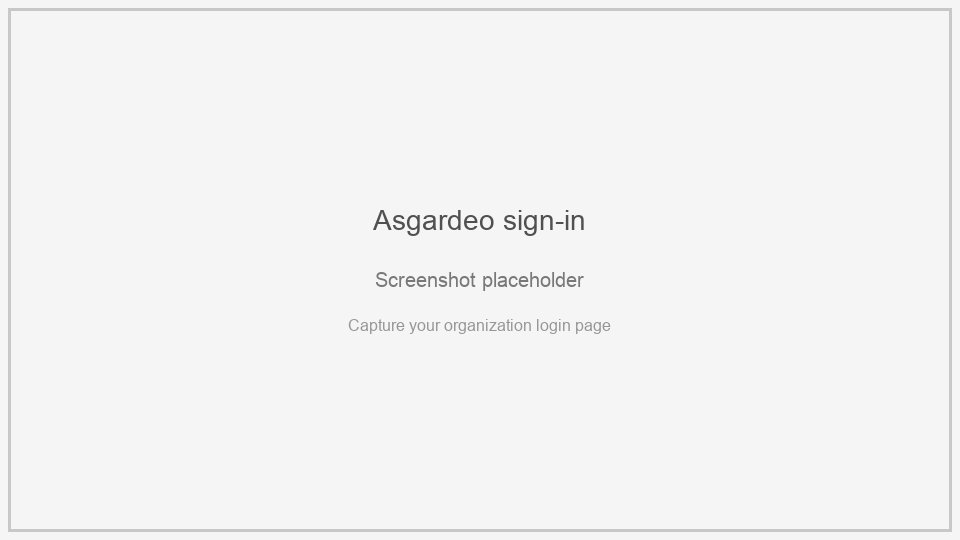 Asgardeo sign-in
Screenshot placeholder
Capture your organization login page